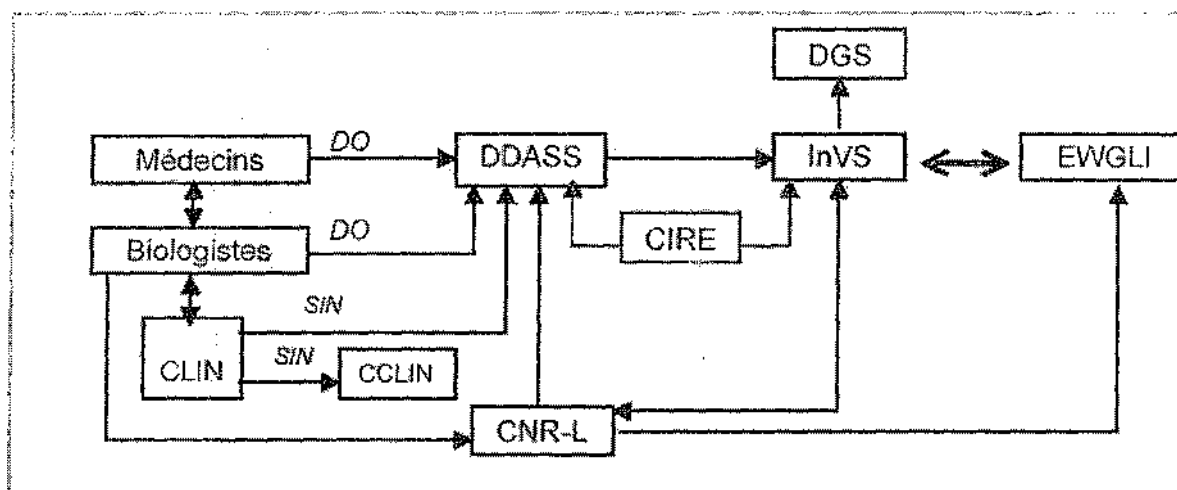 DGS
Médecins
DO
DDASS
InVS
EWGLI
Biologistes
DO
CIRE
SIN
CLIN
SIN
CCLIN
CNR-L